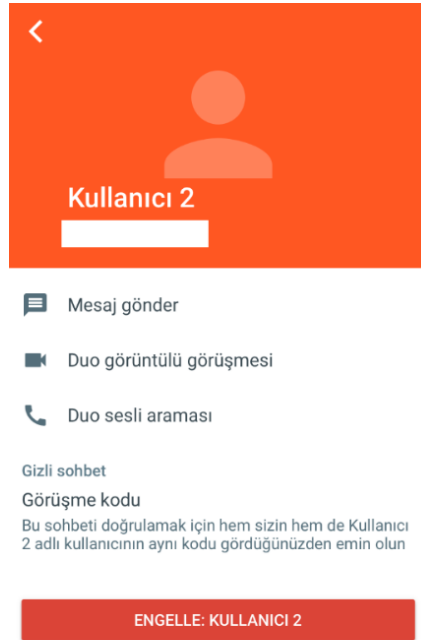 Kullanıcı 2
Mesaj gönder
Duo görüntülü görüşmesi
Duo sesli araması
Gizli sohbet
Görüşme kodu
Bu sohbeti doğrulamak için hem sizin hem de Kullanıcı
2 adlı kullanıcının aynı kodu gördüğünüzden emin olun
ENGELLE: KULLANICI 2